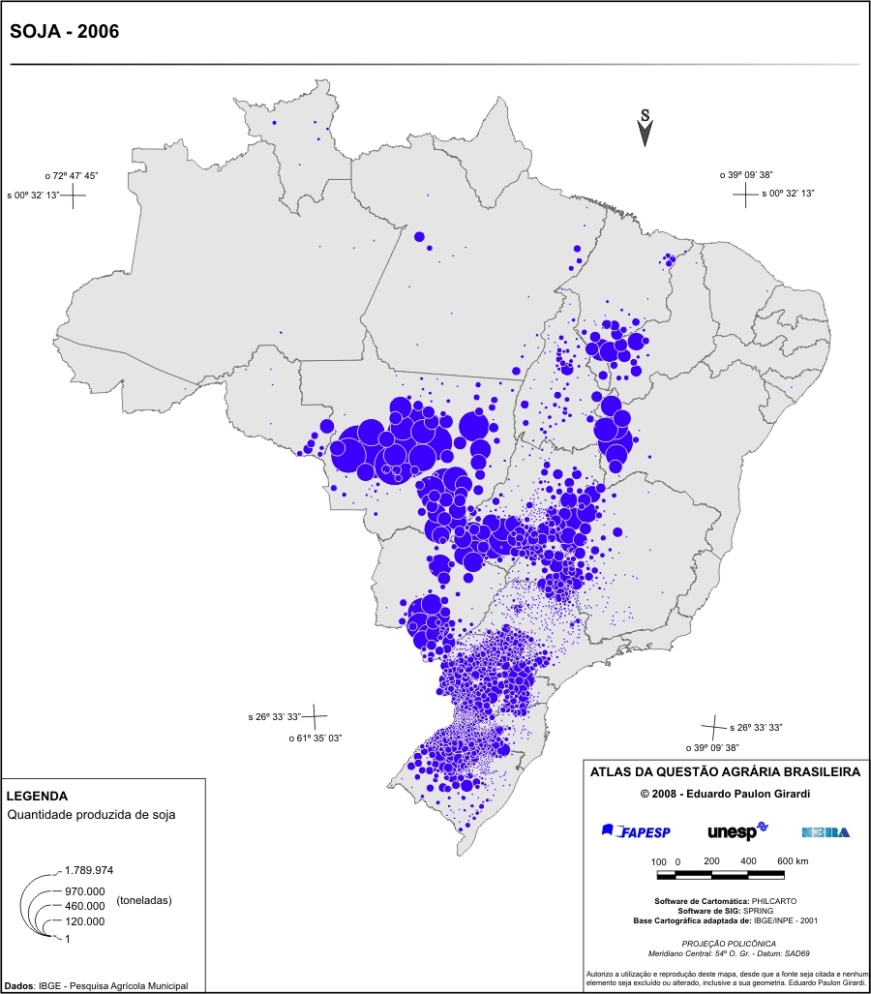 SOJA - 2006
S
o 72º 47' 45"
s 00º 32' 13"
o 39º 09' 38"
s 00º 32' 13"
s 26º 33' 33"
o 61º 35' 03"
s 26º 33' 33"
o 39º 09' 38"
LEGENDA
Quantidade produzida de soja
1.789.974
970.000
460.000
120.000
1
(toneladas)
Dados: IBGE - Pesquisa Agrícola Municipal
ATLAS DA QUESTÃO AGRÁRIA BRASILEIRA
© 2008 - Eduardo Paulon Girardi
FAPESP
unesp
NERA
100 0 200 400 600 km
Software de Cartomática: PHILCARTO
Software de SIG: SPRING
Base Cartográfica adaptada de: IBGE/INPE - 2001
PROJEÇÃO POLICÔNICA
Meridiano Central: 54º O. Gr. - Datum: SAD69
Autorizo a utilização e reprodução deste mapa, desde que a fonte seja citada e nenhum
elemento seja excluído ou alterado, inclusive a sua geometria. Eduardo Paulon Girardi.